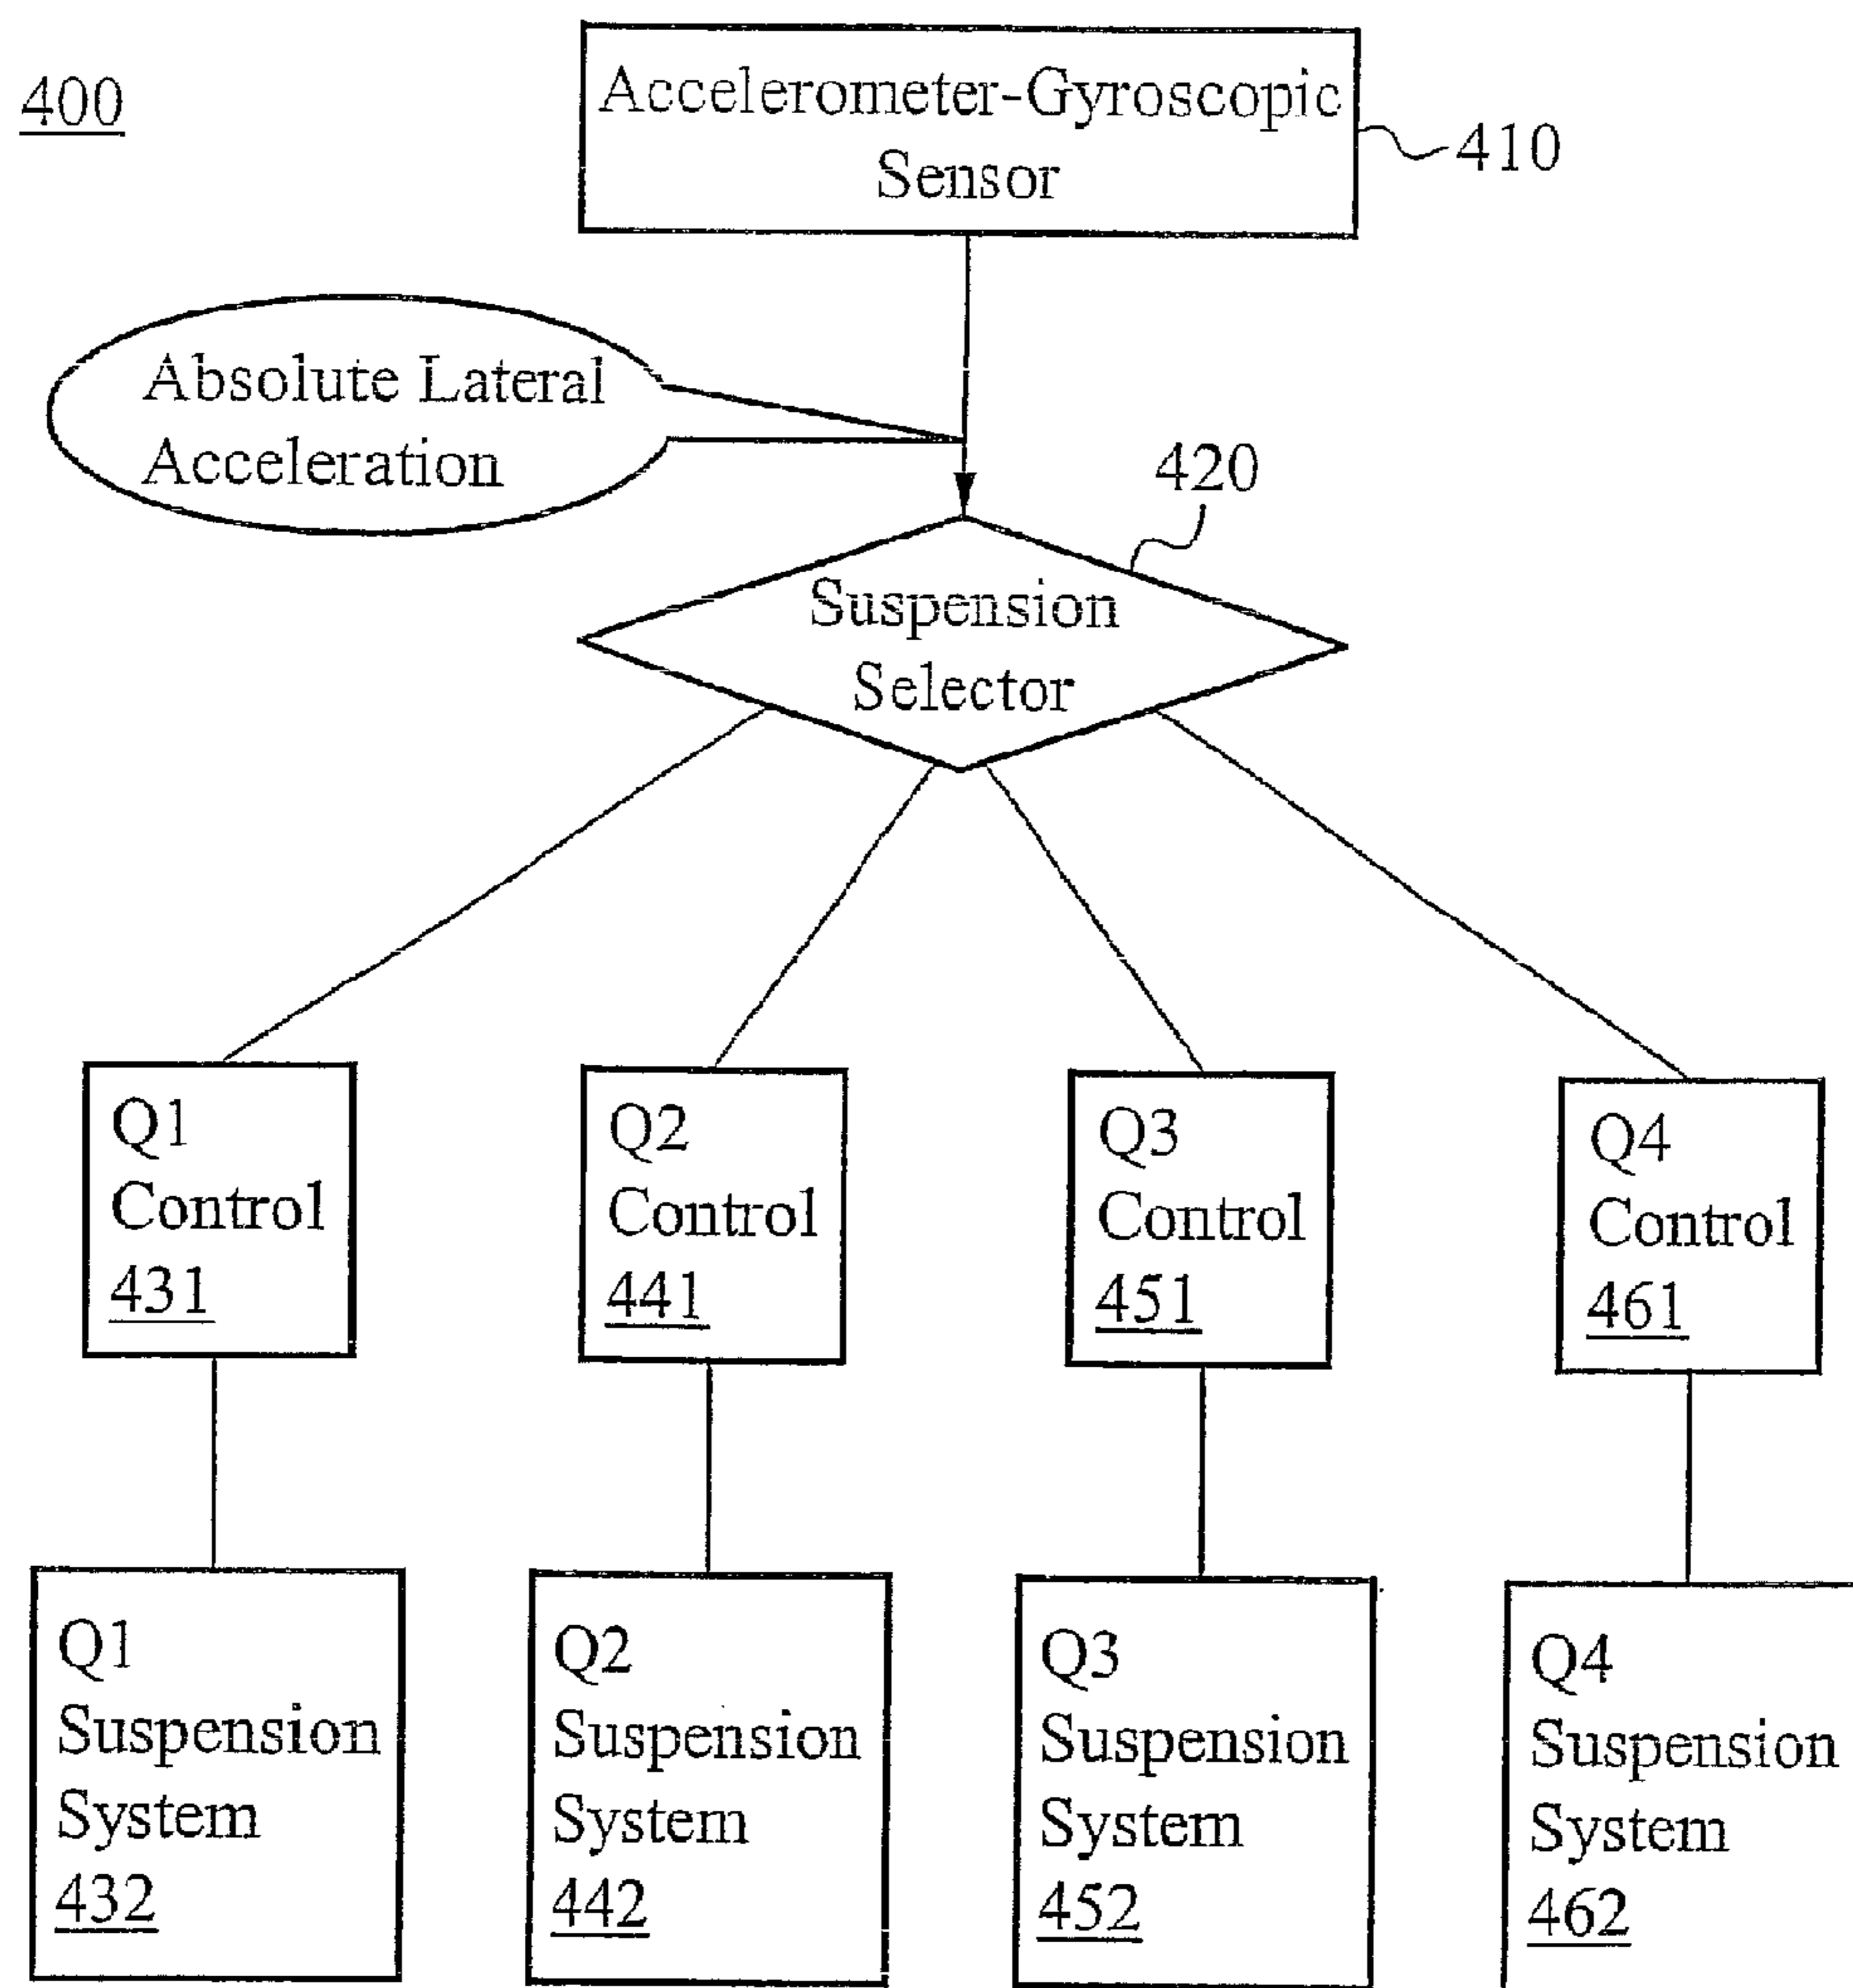 400
Accelerometer-Gyroscopic
Sensor
410
Absolute Lateral
Acceleration
420
Suspension
Selector
Q1
Control
431
Q2
Control
441
Q3
Control
451
Q4
Control
461
Q1
Suspension
System
432
Q2
Suspension
System
442
Q3
Suspension
System
452
Q4
Suspension
System
462